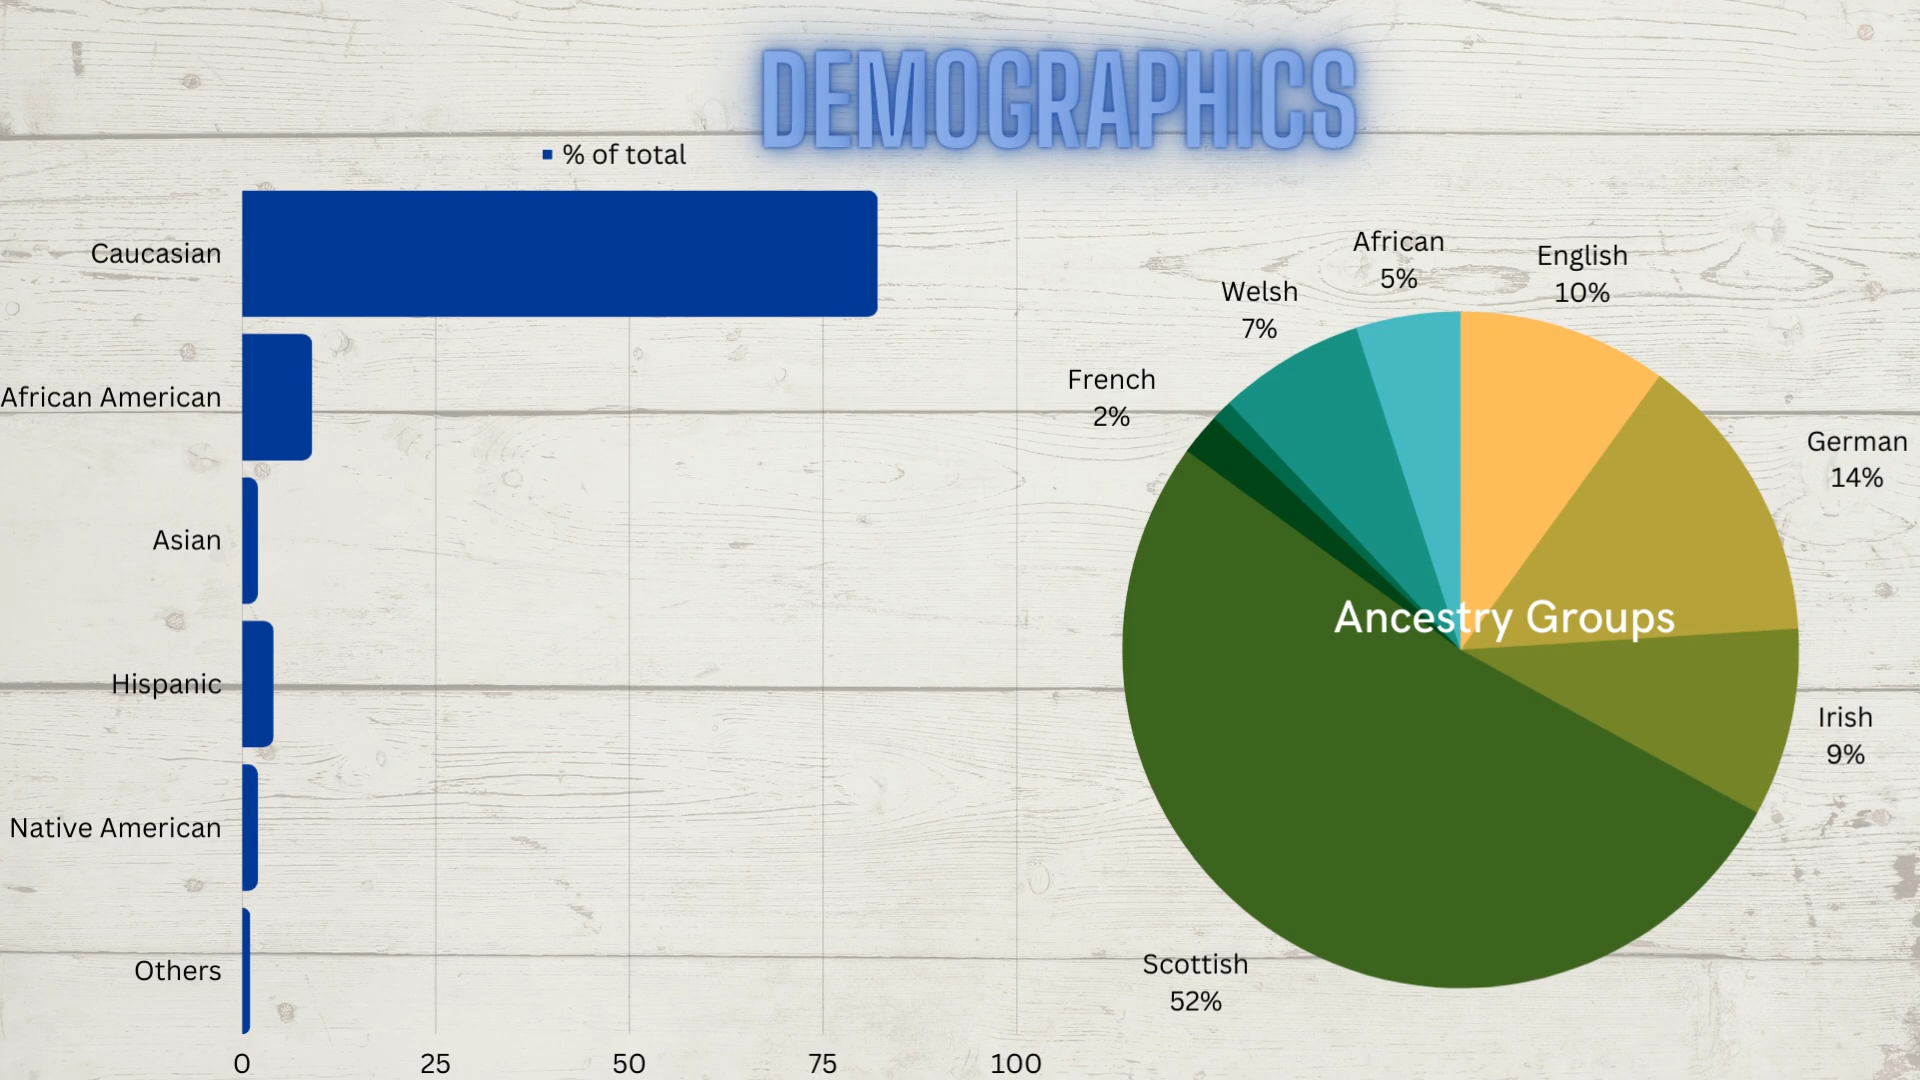 DEMOGRAPHICS
% of total
Caucasian
African American
Asian
Hispanic
Native American
Others
0 25 50 75 100
African
5%
English
10%
Welsh
7%
French
2%
German
14%
Ancestry Groups
Irish
9%
Scottish
52%